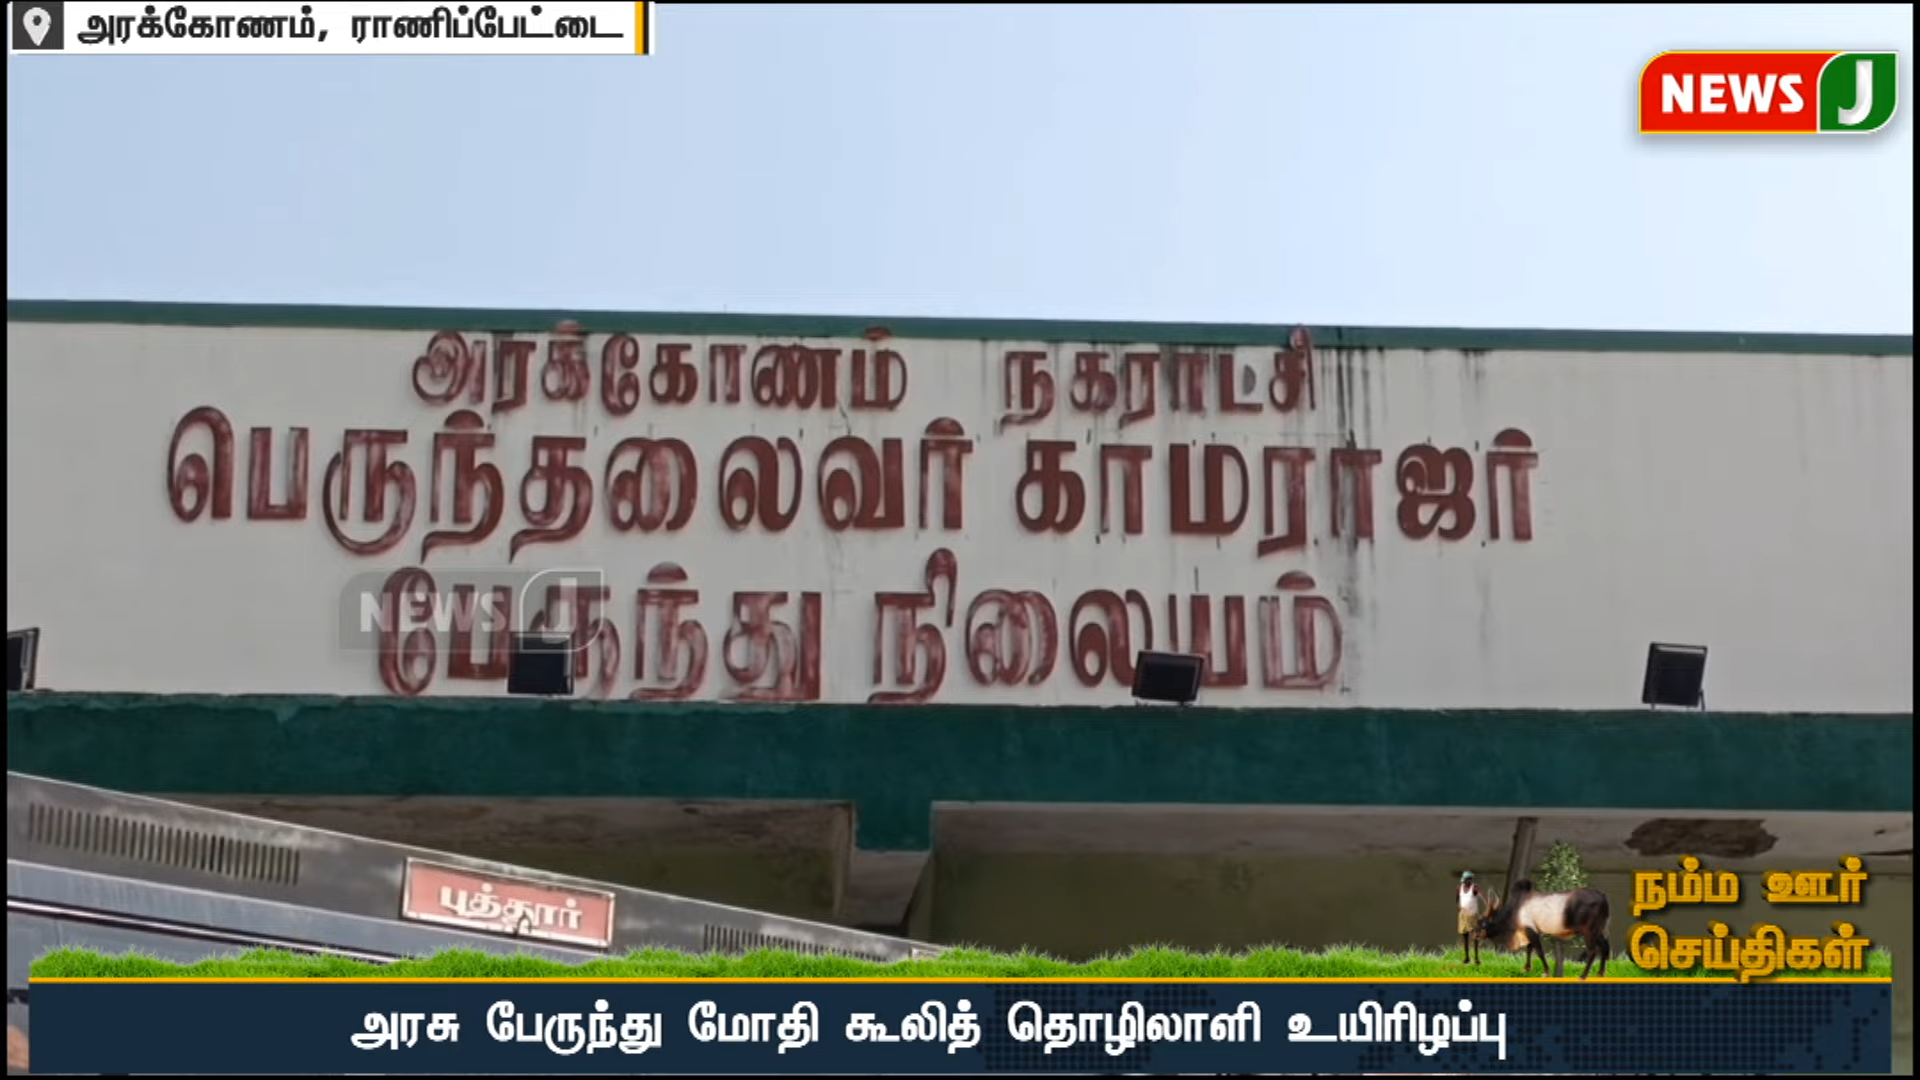 அரக்கோணம், ராணிப்பேட்டை
NEWS J
அரக்கோணம் நகராட்சி
பெருந்தலைவர் காமராஜர்
பேருந்து நிலையம்
NEWS J
புத்தூர்
நம்ம ஊர்
செய்திகள்
அரசு பேருந்து மோதி கூலித் தொழிலாளி உயிரிழப்பு